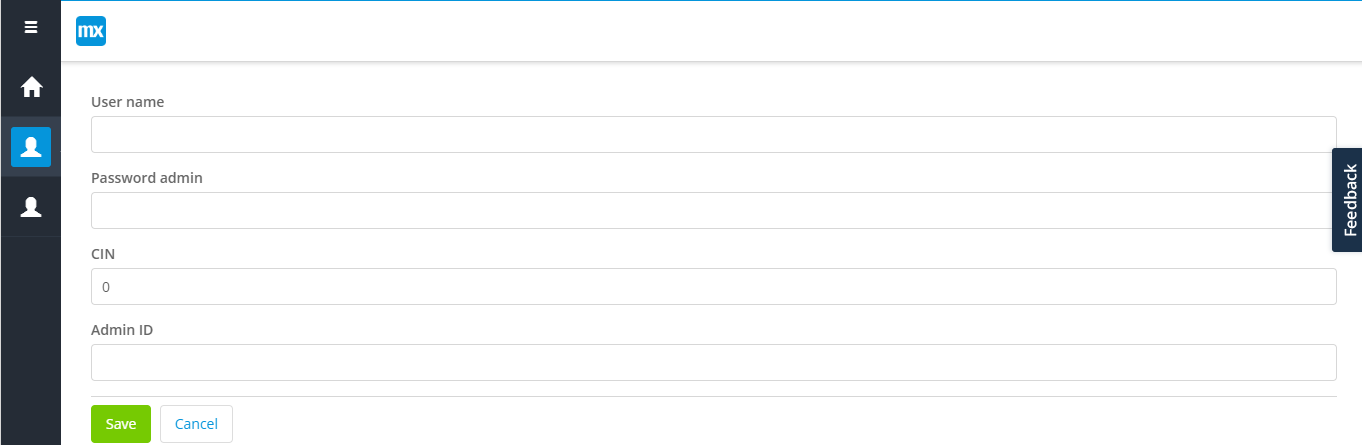 mx
User name
Password admin
CIN
0
Admin ID
Save Cancel
Feedback